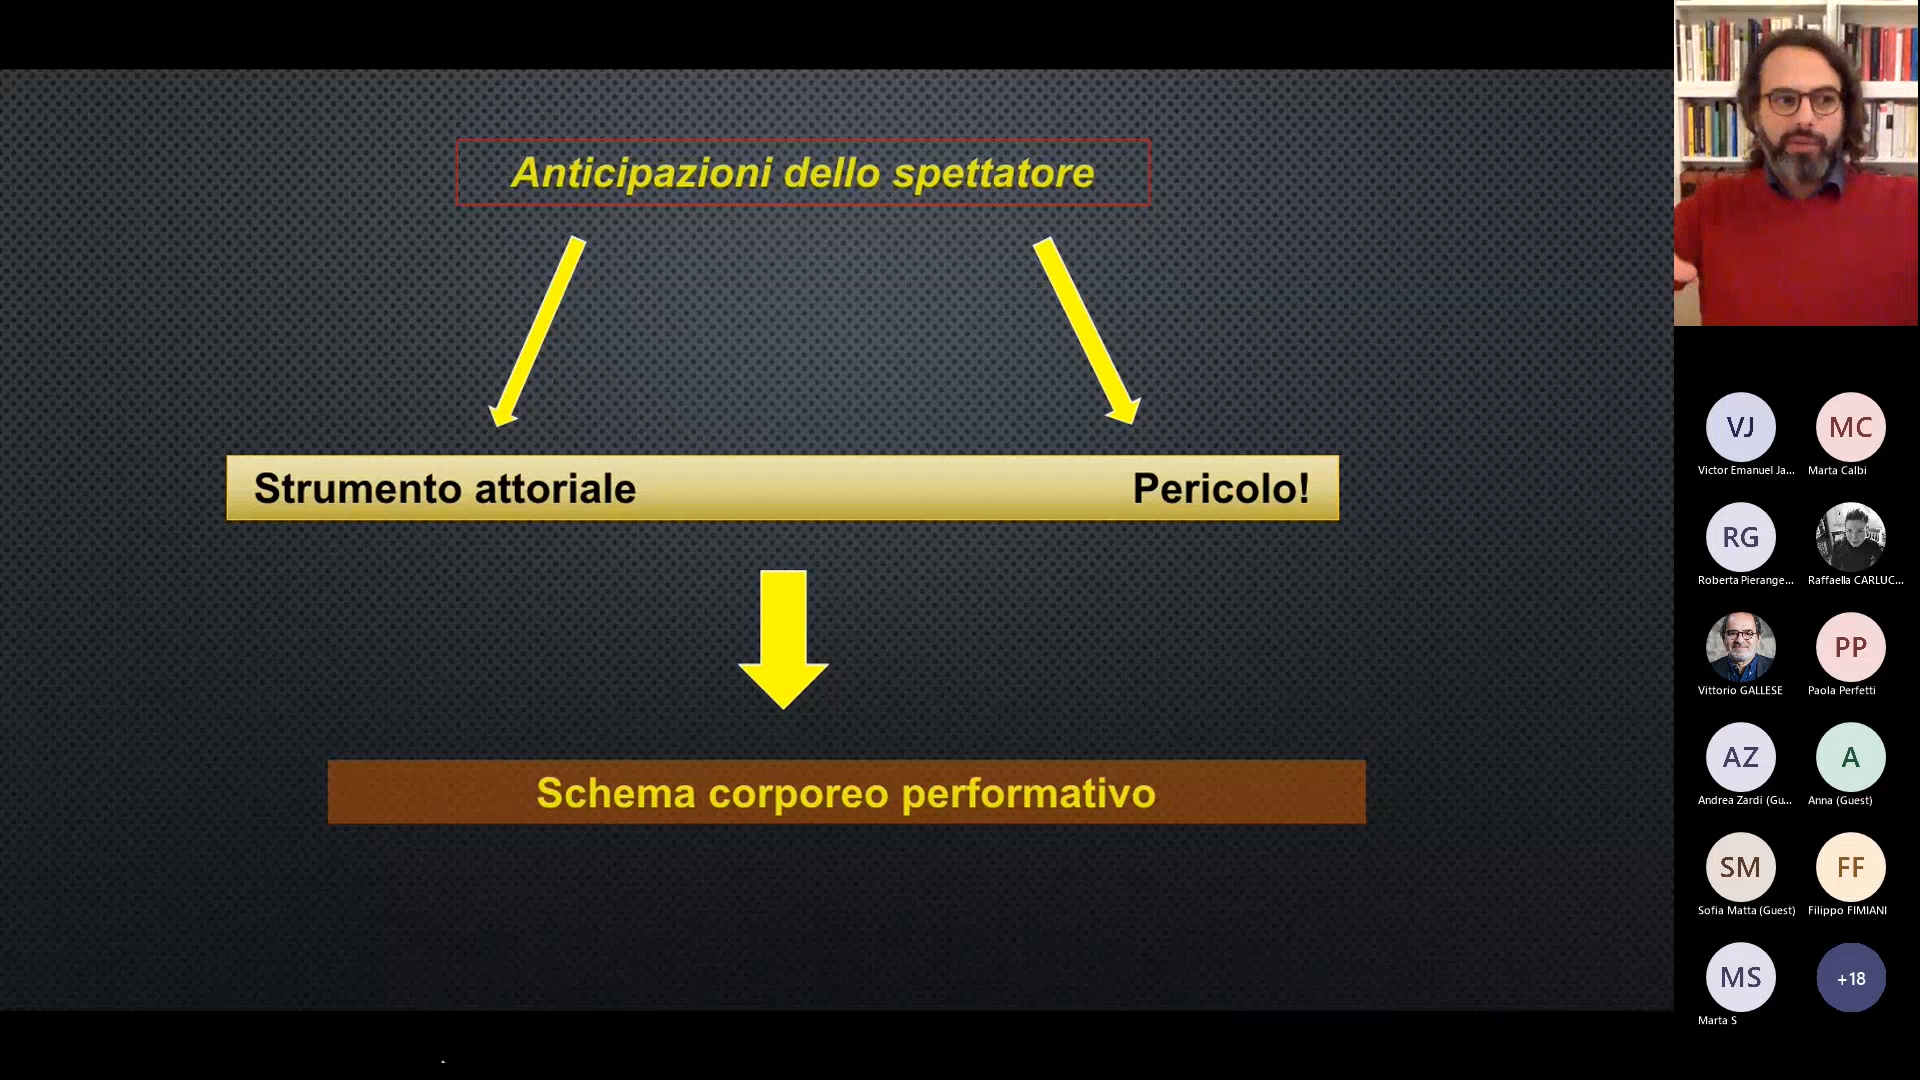 Anticipazioni dello spettatore
Strumento attoriale
Pericolo!
Schema corporeo performativo
VJ
Victor Emanuel Ja...
MC
Marta Calbi
RG
Roberta Pierange...
Raffaella CARLUC...
Vittorio GALLESE
PP
Paola Perfetti
AZ
Andrea Zardi (Gu...
A
Anna (Guest)
SM
Sofia Matta (Guest)
FF
Filippo FIMIANI
MS
Marta S
+18